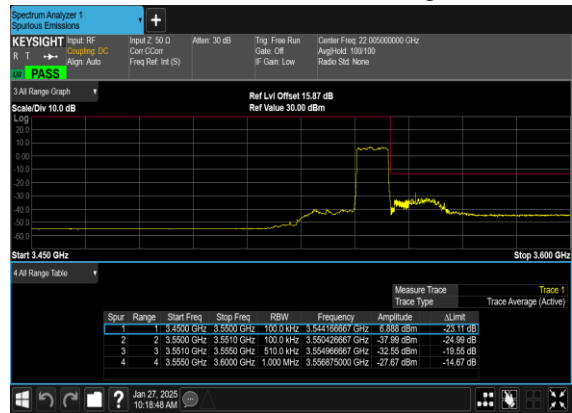 Spectrum Analyzer 1
Spurious Emissions
KEYSIGHT Input: RF Input Z: 50 Ω Atten: 30 dB Trig: Free Run Center Freq: 22.005000000 GHz
R T Coupling: DC Corr CCorr Gate: Off Avg|Hold: 100/100
Align: Auto Freq Ref: Int (S) IF Gain: Low Radio Std: None
LW PASS
3 All Range Graph
Ref Lvl Offset 15.87 dB
Scale/Div 10.0 dB Ref Value 30.00 dBm
Log
20.0
10.0
0.00
-10.0
-20.0
-30.0
-40.0
-50.0
-60.0
Start 3.450 GHz Stop 3.600 GHz
4 All Range Table
Measure Trace Trace 1
Trace Type Trace Average (Active)
Spur Range Start Freq Stop Freq RBW Frequency Amplitude ΔLimit
1 1 3.4500 GHz 3.5500 GHz 100.0 kHz 3.544166667 GHz 6.888 dBm -23.11 dB
2 2 3.5500 GHz 3.5510 GHz 100.0 kHz 3.550426667 GHz -37.99 dBm -24.99 dB
3 3 3.5510 GHz 3.5550 GHz 510.0 kHz 3.554966667 GHz -32.55 dBm -19.55 dB
4 4 3.5550 GHz 3.6000 GHz 1.000 MHz 3.556875000 GHz -27.67 dBm -14.67 dB
Jan 27, 2025
10:18:48 AM